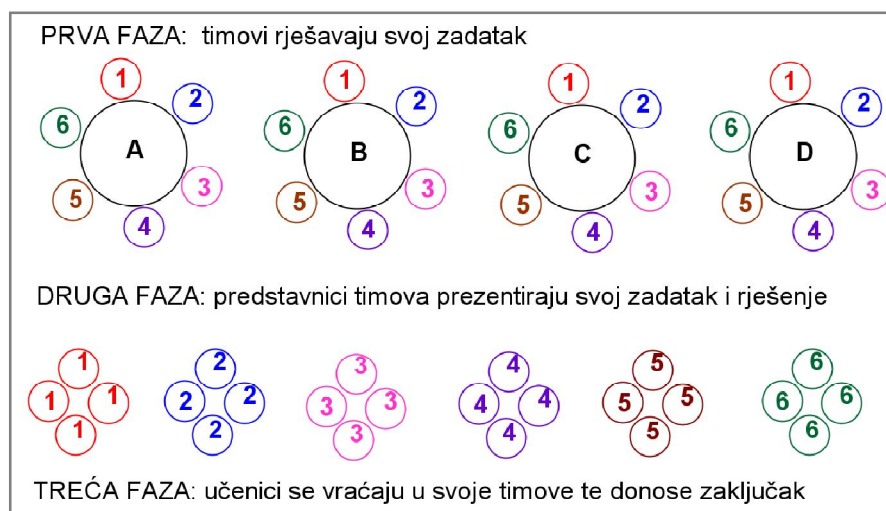 PRVA FAZA: timovi rješavaju svoj zadatak
1 1 1 1
2 2 2 2
6 6 6 6
A B C D
3 3 3 3
5 5 5 5
4 4 4 4
DRUGA FAZA: predstavnici timova prezentiraju svoj zadatak i rješenje
1 2 3 4 5 6
1 1 2 2 3 3 4 4 5 5 6 6
1 2 3 4 5 6
TREĆA FAZA: učenici se vraćaju u svoje timove te donose zaključak